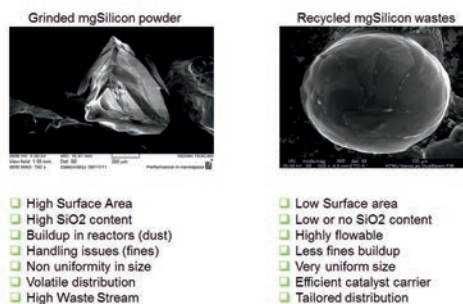 Grinded mgSilicon powder
Recycled mgSilicon wastes
High Surface Area
High SiO2 content
Buildup in reactors (dust)
Handling issues (fines)
Non uniformity in size
Volatile distribution
High Waste Stream
Low Surface area
Low or no SiO2 content
Highly flowable
Less fines buildup
Very uniform size
Efficient catalyst carrier
Tailored distribution